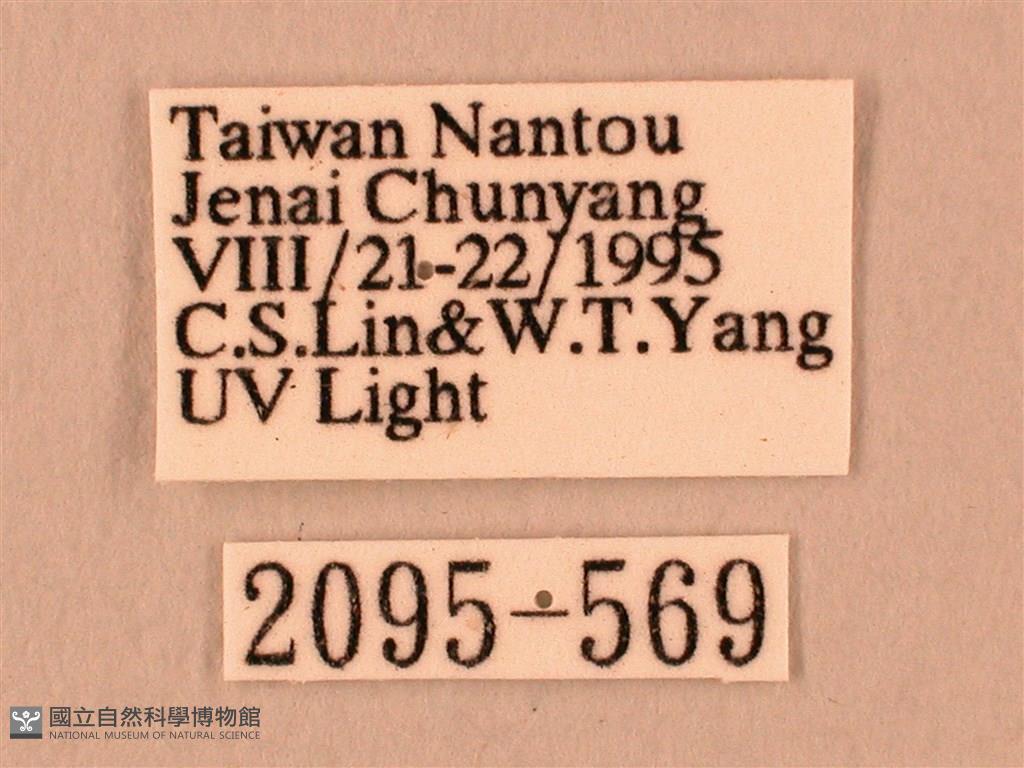 Taiwan Nantou
Jenai Chunyang
VIII/21-22/1995
C.S.Lin&W.T.Yang
UV Light
2095-569
國立自然科學博物館
NATIONAL MUSEUM OF NATURAL SCIENCE